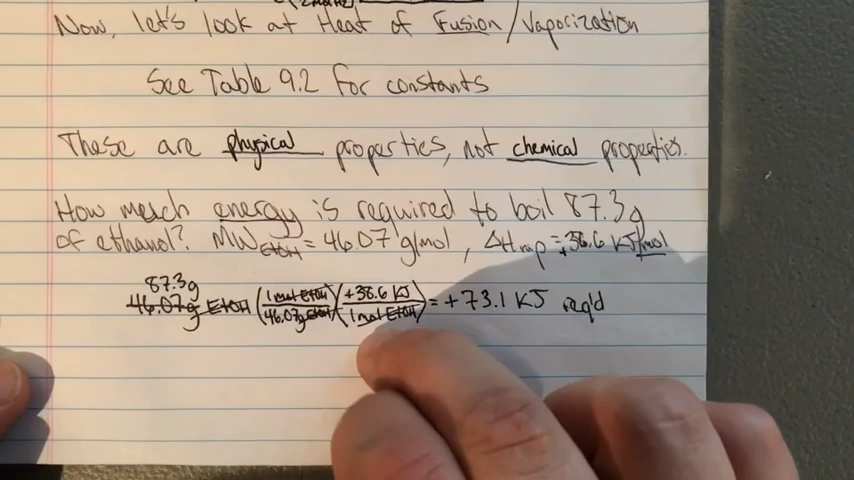 Now, let's look at Heat of Fusion/Vaporization
See Table 9.2 for constants
These are physical properties, not chemical properties.
How much energy is required to boil 87.3g
of ethanol? MW EtOH = 46.07 g/mol, ΔHvap = +38.6 KJ/mol
87.3g
46.07g EtOH (1 mol EtOH / 46.07g EtOH)(+38.6 KJ / 1 mol EtOH) = +73.1 KJ req'd